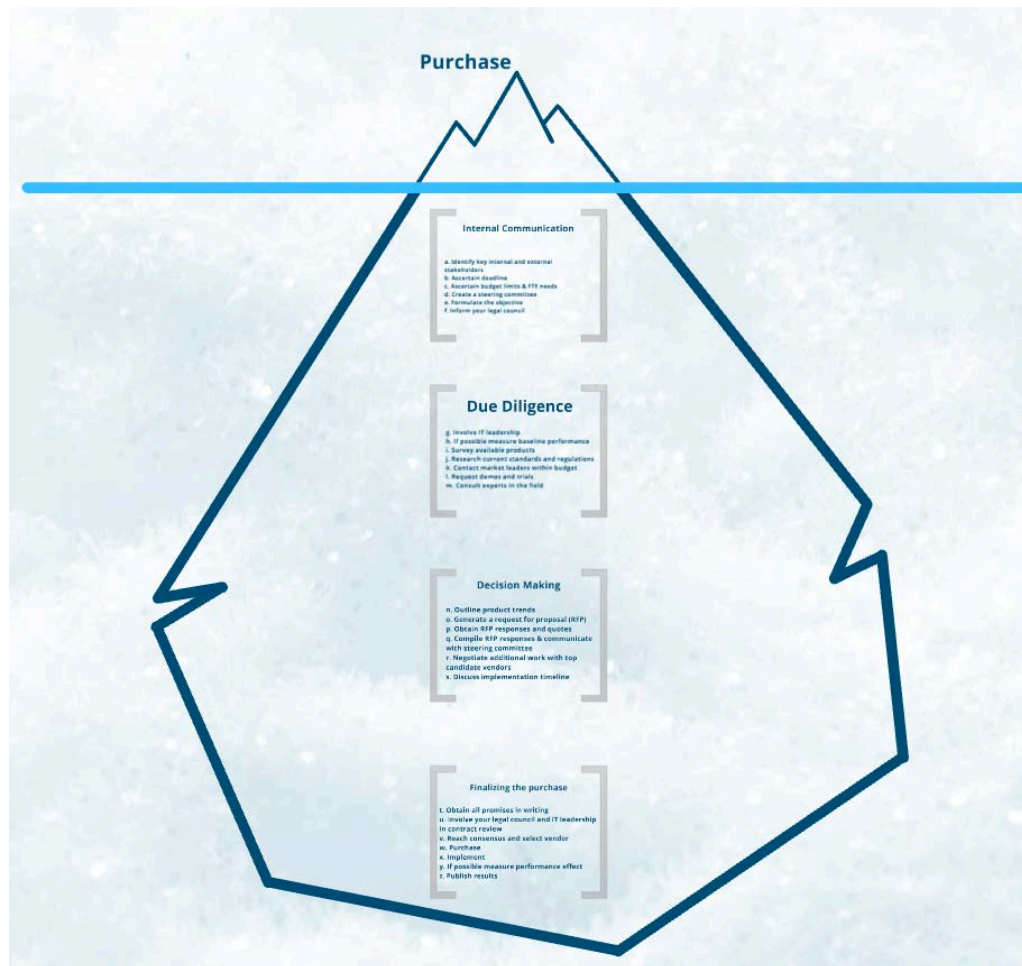 Purchase
Internal Communication
a. Identify key internal and external
stakeholders
b. Ascertain deadline
c. Ascertain budget limits & FTE needs
d. Create a steering committee
e. Formulate the objective
f. Inform your legal council
Due Diligence
g. Involve IT leadership
h. If possible measure baseline performance
i. Survey available products
j. Research current standards and regulations
k. Contact market leaders within budget
l. Request demos and trials
m. Consult experts in the field
Decision Making
n. Outline product trends
o. Generate a request for proposal (RFP)
p. Obtain RFP responses and quotes
q. Compile RFP responses & communicate
with steering committee
r. Negotiate additional work with top
candidate vendors
s. Discuss implementation timeline
Finalizing the purchase
t. Obtain all promises in writing
u. Involve your legal council and IT leadership
in contract review
v. Reach consensus and select vendor
w. Purchase
x. Implement
y. If possible measure performance effect
z. Publish results